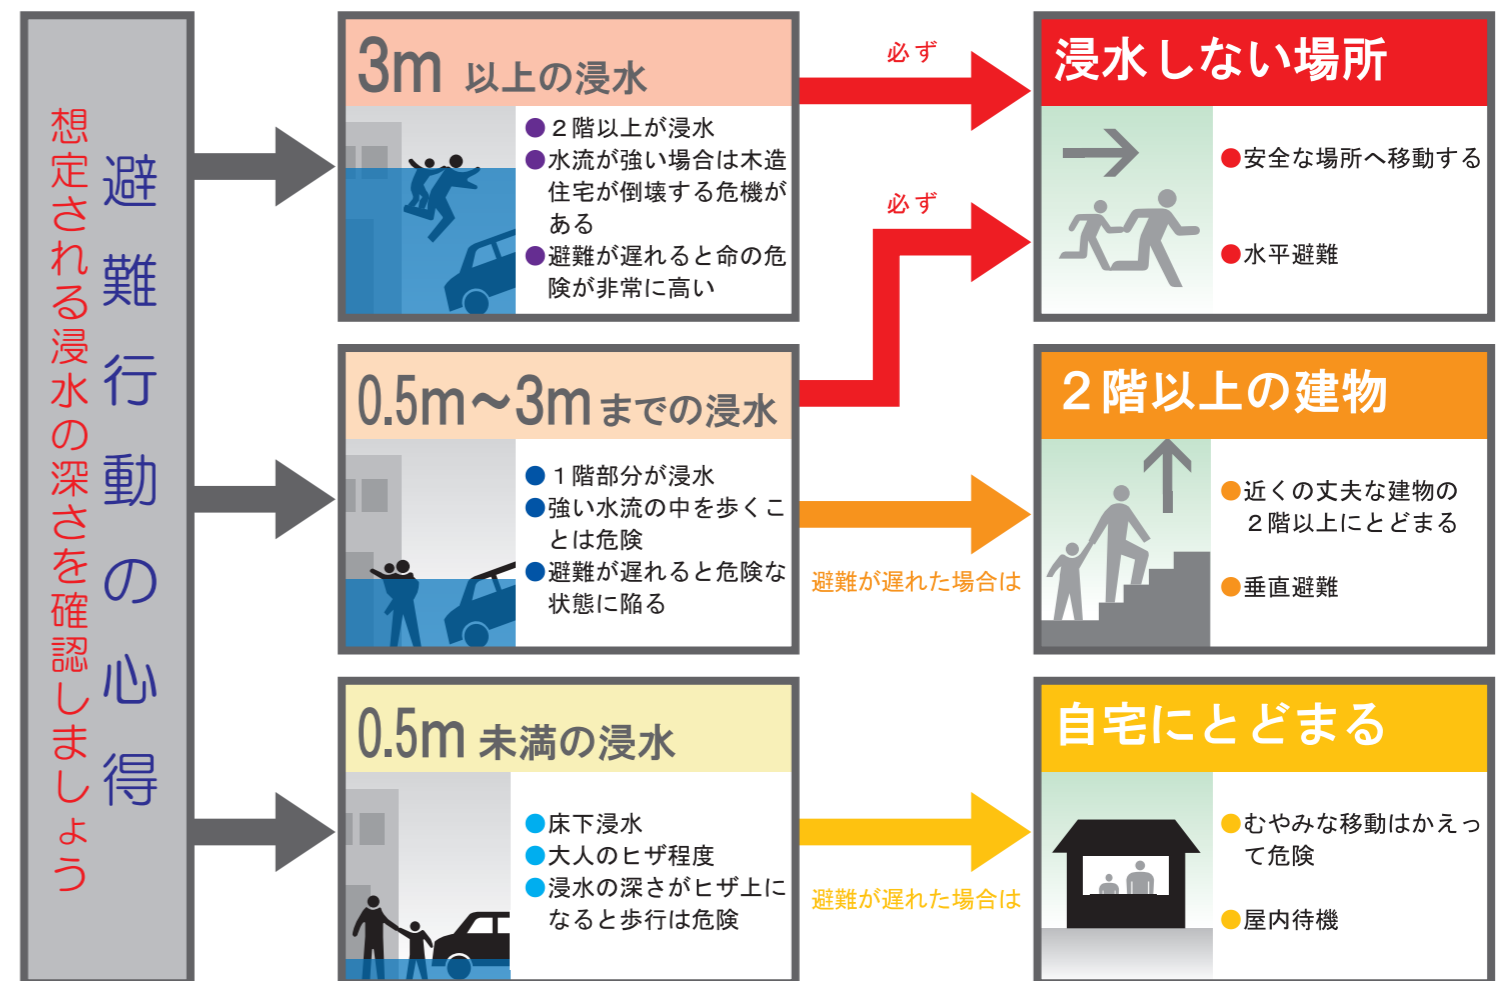 避難行動の心得
想定される浸水の深さを確認しましょう
3m 以上の浸水
●２階以上が浸水
●水流が強い場合は木造
住宅が倒壊する危機が
ある
●避難が遅れると命の危
険が非常に高い
必ず
浸水しない場所
●安全な場所へ移動する
●水平避難
0.5m〜3mまでの浸水
●１階部分が浸水
●強い水流の中を歩くこ
とは危険
●避難が遅れると危険な
状態に陥る
必ず
避難が遅れた場合は
２階以上の建物
●近くの丈夫な建物の
２階以上にとどまる
●垂直避難
0.5m 未満の浸水
●床下浸水
●大人のヒザ程度
●浸水の深さがヒザ上に
なると歩行は危険
避難が遅れた場合は
自宅にとどまる
●むやみな移動はかえっ
て危険
●屋内待機